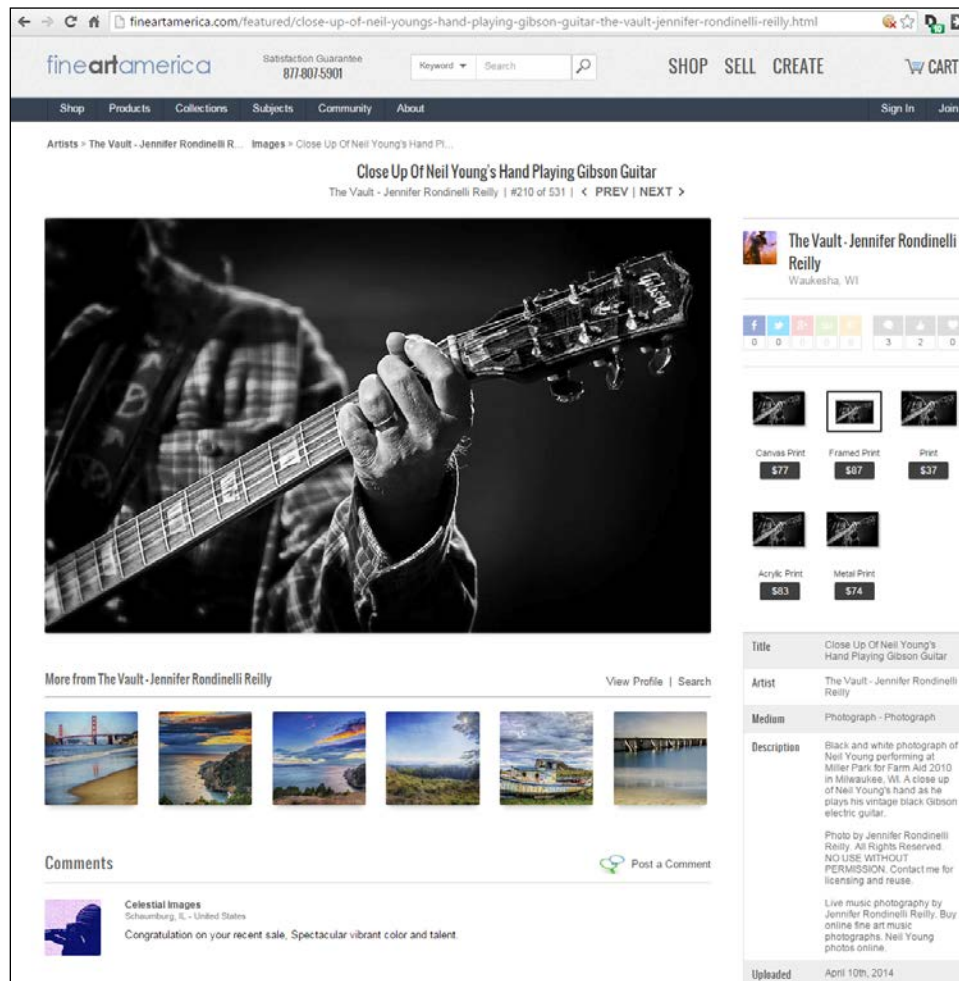 fineartamerica.com/featured/close-up-of-neil-youngs-hand-playing-gibson-guitar-the-vault-jennifer-rondinelli-reilly.html
10
fineartamerica
Satisfaction Guarantee
877-807-5901
Keyword
Search
SHOP SELL CREATE
CART
Shop Products Collections Subjects Community About
Sign In Join
Artists > The Vault - Jennifer Rondinelli R... Images > Close Up Of Neil Young's Hand Pl...
Close Up Of Neil Young's Hand Playing Gibson Guitar
The Vault - Jennifer Rondinelli Reilly | #210 of 531 | < PREV | NEXT >
Gibson
The Vault - Jennifer Rondinelli
Reilly
Waukesha, WI
0 0 0 0 0 3 2 0
Canvas Print Framed Print Print
$77 $87 $37
Acrylic Print Metal Print
$83 $74
Title Close Up Of Neil Young's
Hand Playing Gibson Guitar
Artist The Vault - Jennifer Rondinelli
Reilly
Medium Photograph - Photograph
Description Black and white photograph of
Neil Young performing at
Miller Park for Farm Aid 2010
in Milwaukee, WI. A close up
of Neil Young's hand as he
plays his vintage black Gibson
electric guitar.
Photo by Jennifer Rondinelli
Reilly. All Rights Reserved.
NO USE WITHOUT
PERMISSION. Contact me for
licensing and reuse.
Live music photography by
Jennifer Rondinelli Reilly. Buy
online fine art music
photographs. Neil Young
photos online.
Uploaded April 10th, 2014
More from The Vault - Jennifer Rondinelli Reilly
View Profile | Search
Comments
Post a Comment
Celestial Images
Schaumburg, IL - United States
Congratulation on your recent sale, Spectacular vibrant color and talent.